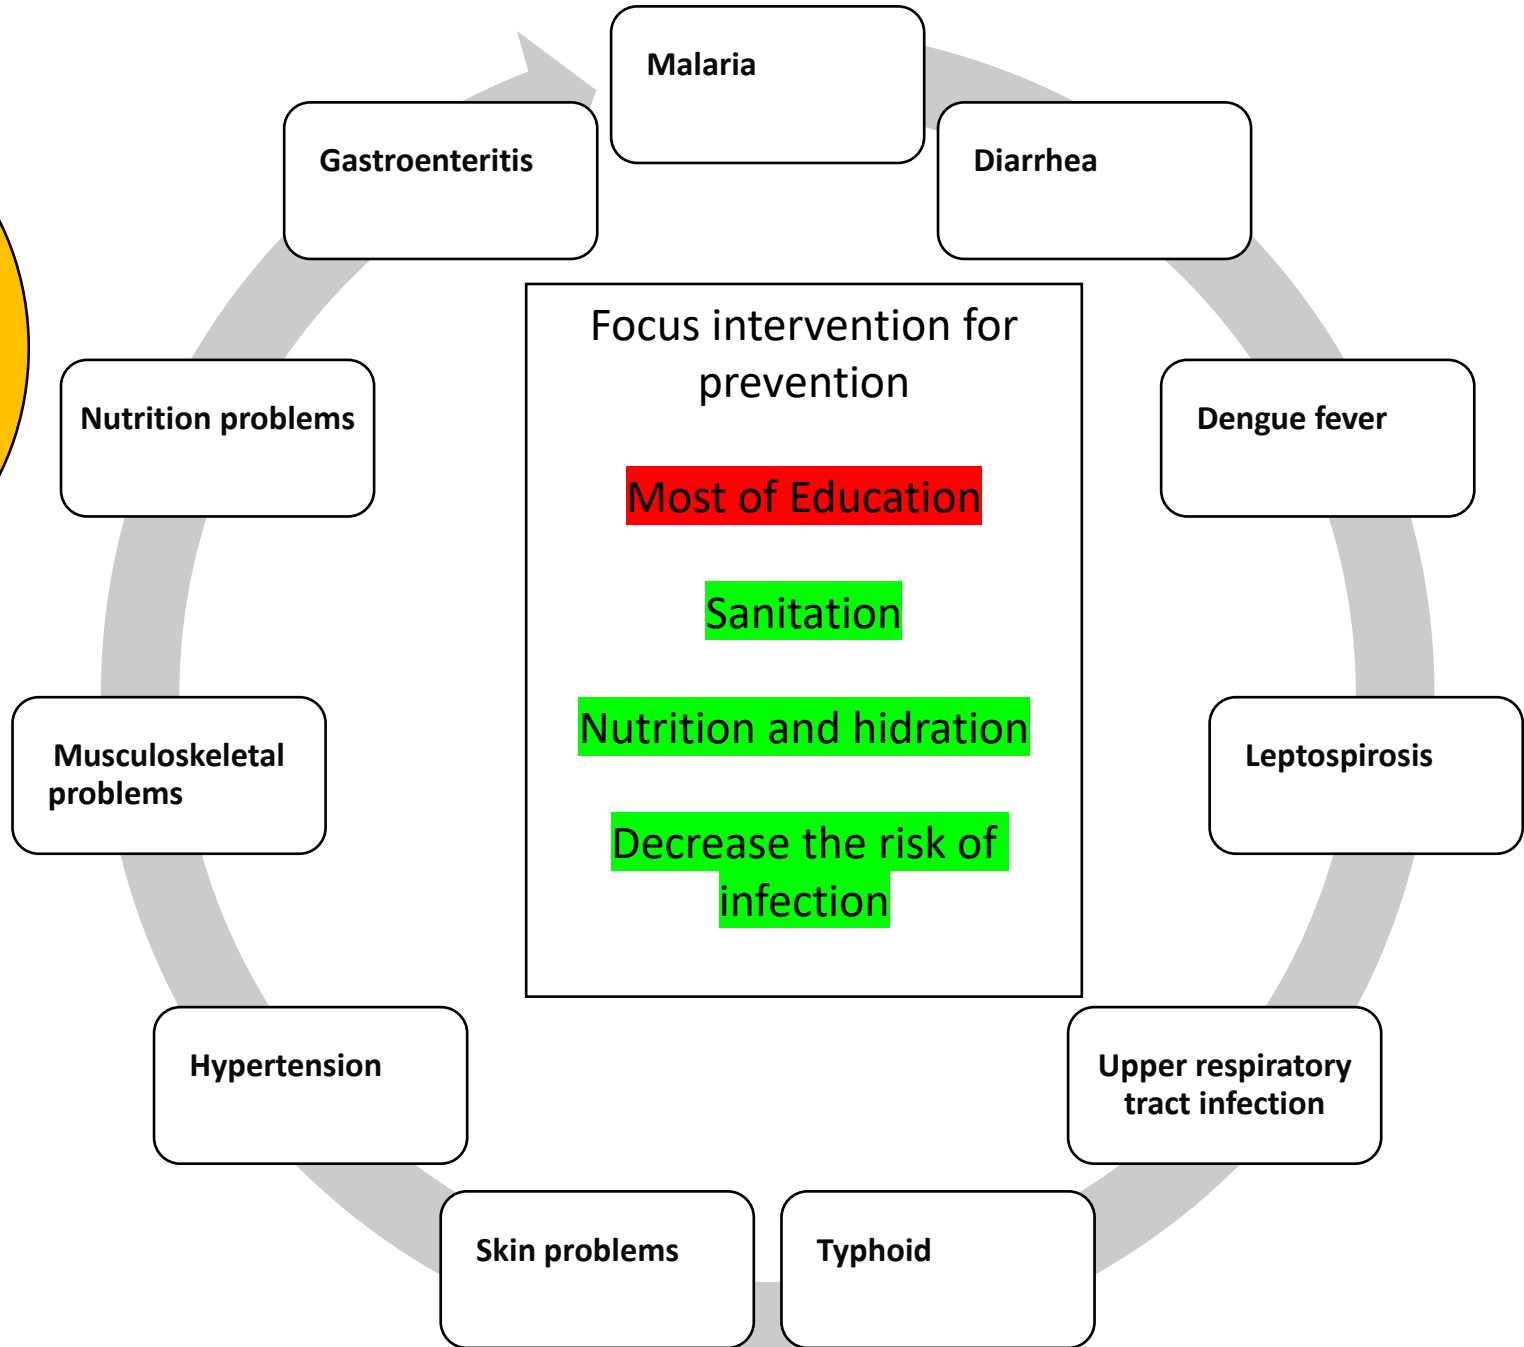 Malaria
Diarrhea
Dengue fever
Leptospirosis
Upper respiratory
tract infection
Typhoid
Skin problems
Hypertension
Musculoskeletal
problems
Nutrition problems
Gastroenteritis
Focus intervention for
prevention
Most of Education
Sanitation
Nutrition and hidration
Decrease the risk of
infection